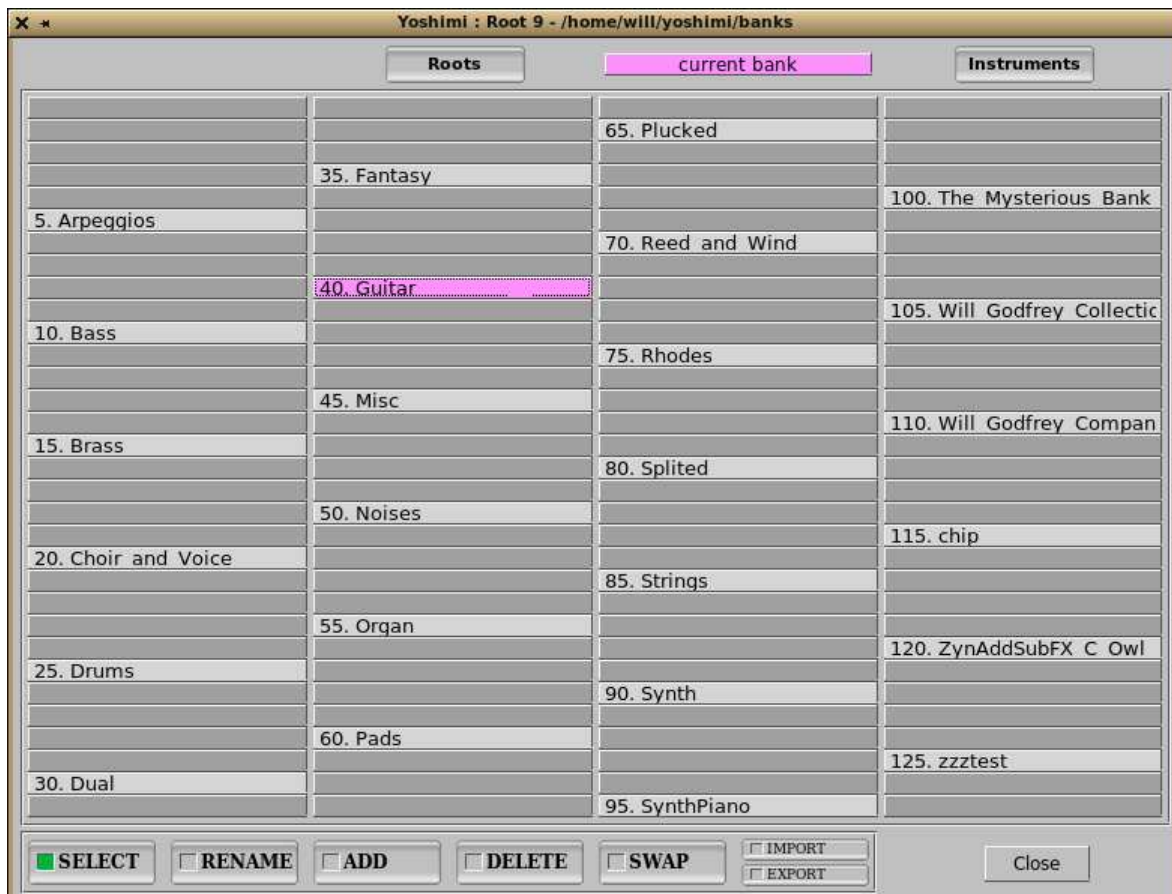 Yoshimi : Root 9 - /home/will/yoshimi/banks
Roots
current bank
Instruments
5. Arpeggios
10. Bass
15. Brass
20. Choir and Voice
25. Drums
30. Dual
35. Fantasy
40. Guitar
45. Misc
50. Noises
55. Organ
60. Pads
65. Plucked
70. Reed and Wind
75. Rhodes
80. Splited
85. Strings
90. Synth
95. SynthPiano
100. The Mysterious Bank
105. Will Godfrey Collectic
110. Will Godfrey Compan
115. chip
120. ZynAddSubFX C Owl
125. zzztest
SELECT
RENAME
ADD
DELETE
SWAP
IMPORT
EXPORT
Close